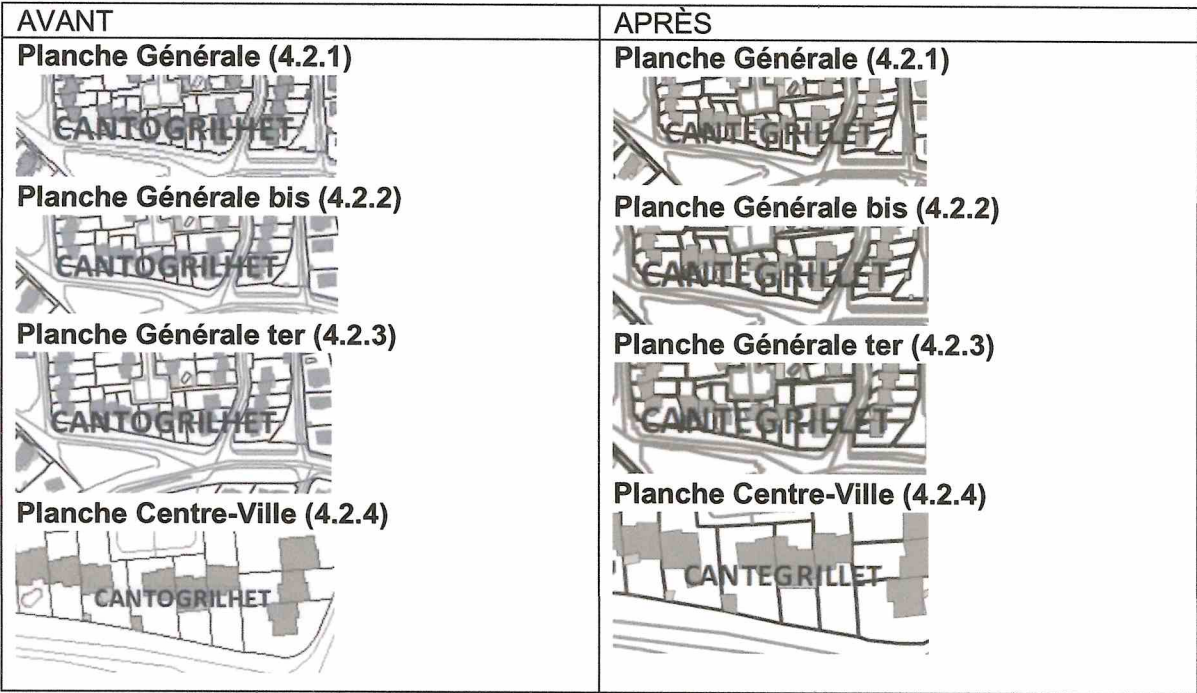 AVANT
Planche Générale (4.2.1)
CANTOGRILHET
Planche Générale bis (4.2.2)
CANTOGRILHET
Planche Générale ter (4.2.3)
CANTOGRILHET
Planche Centre-Ville (4.2.4)
CANTOGRILHET
APRÈS
Planche Générale (4.2.1)
CANTEGRILLET
Planche Générale bis (4.2.2)
CANTEGRILLET
Planche Générale ter (4.2.3)
CANTEGRILLET
Planche Centre-Ville (4.2.4)
CANTEGRILLET